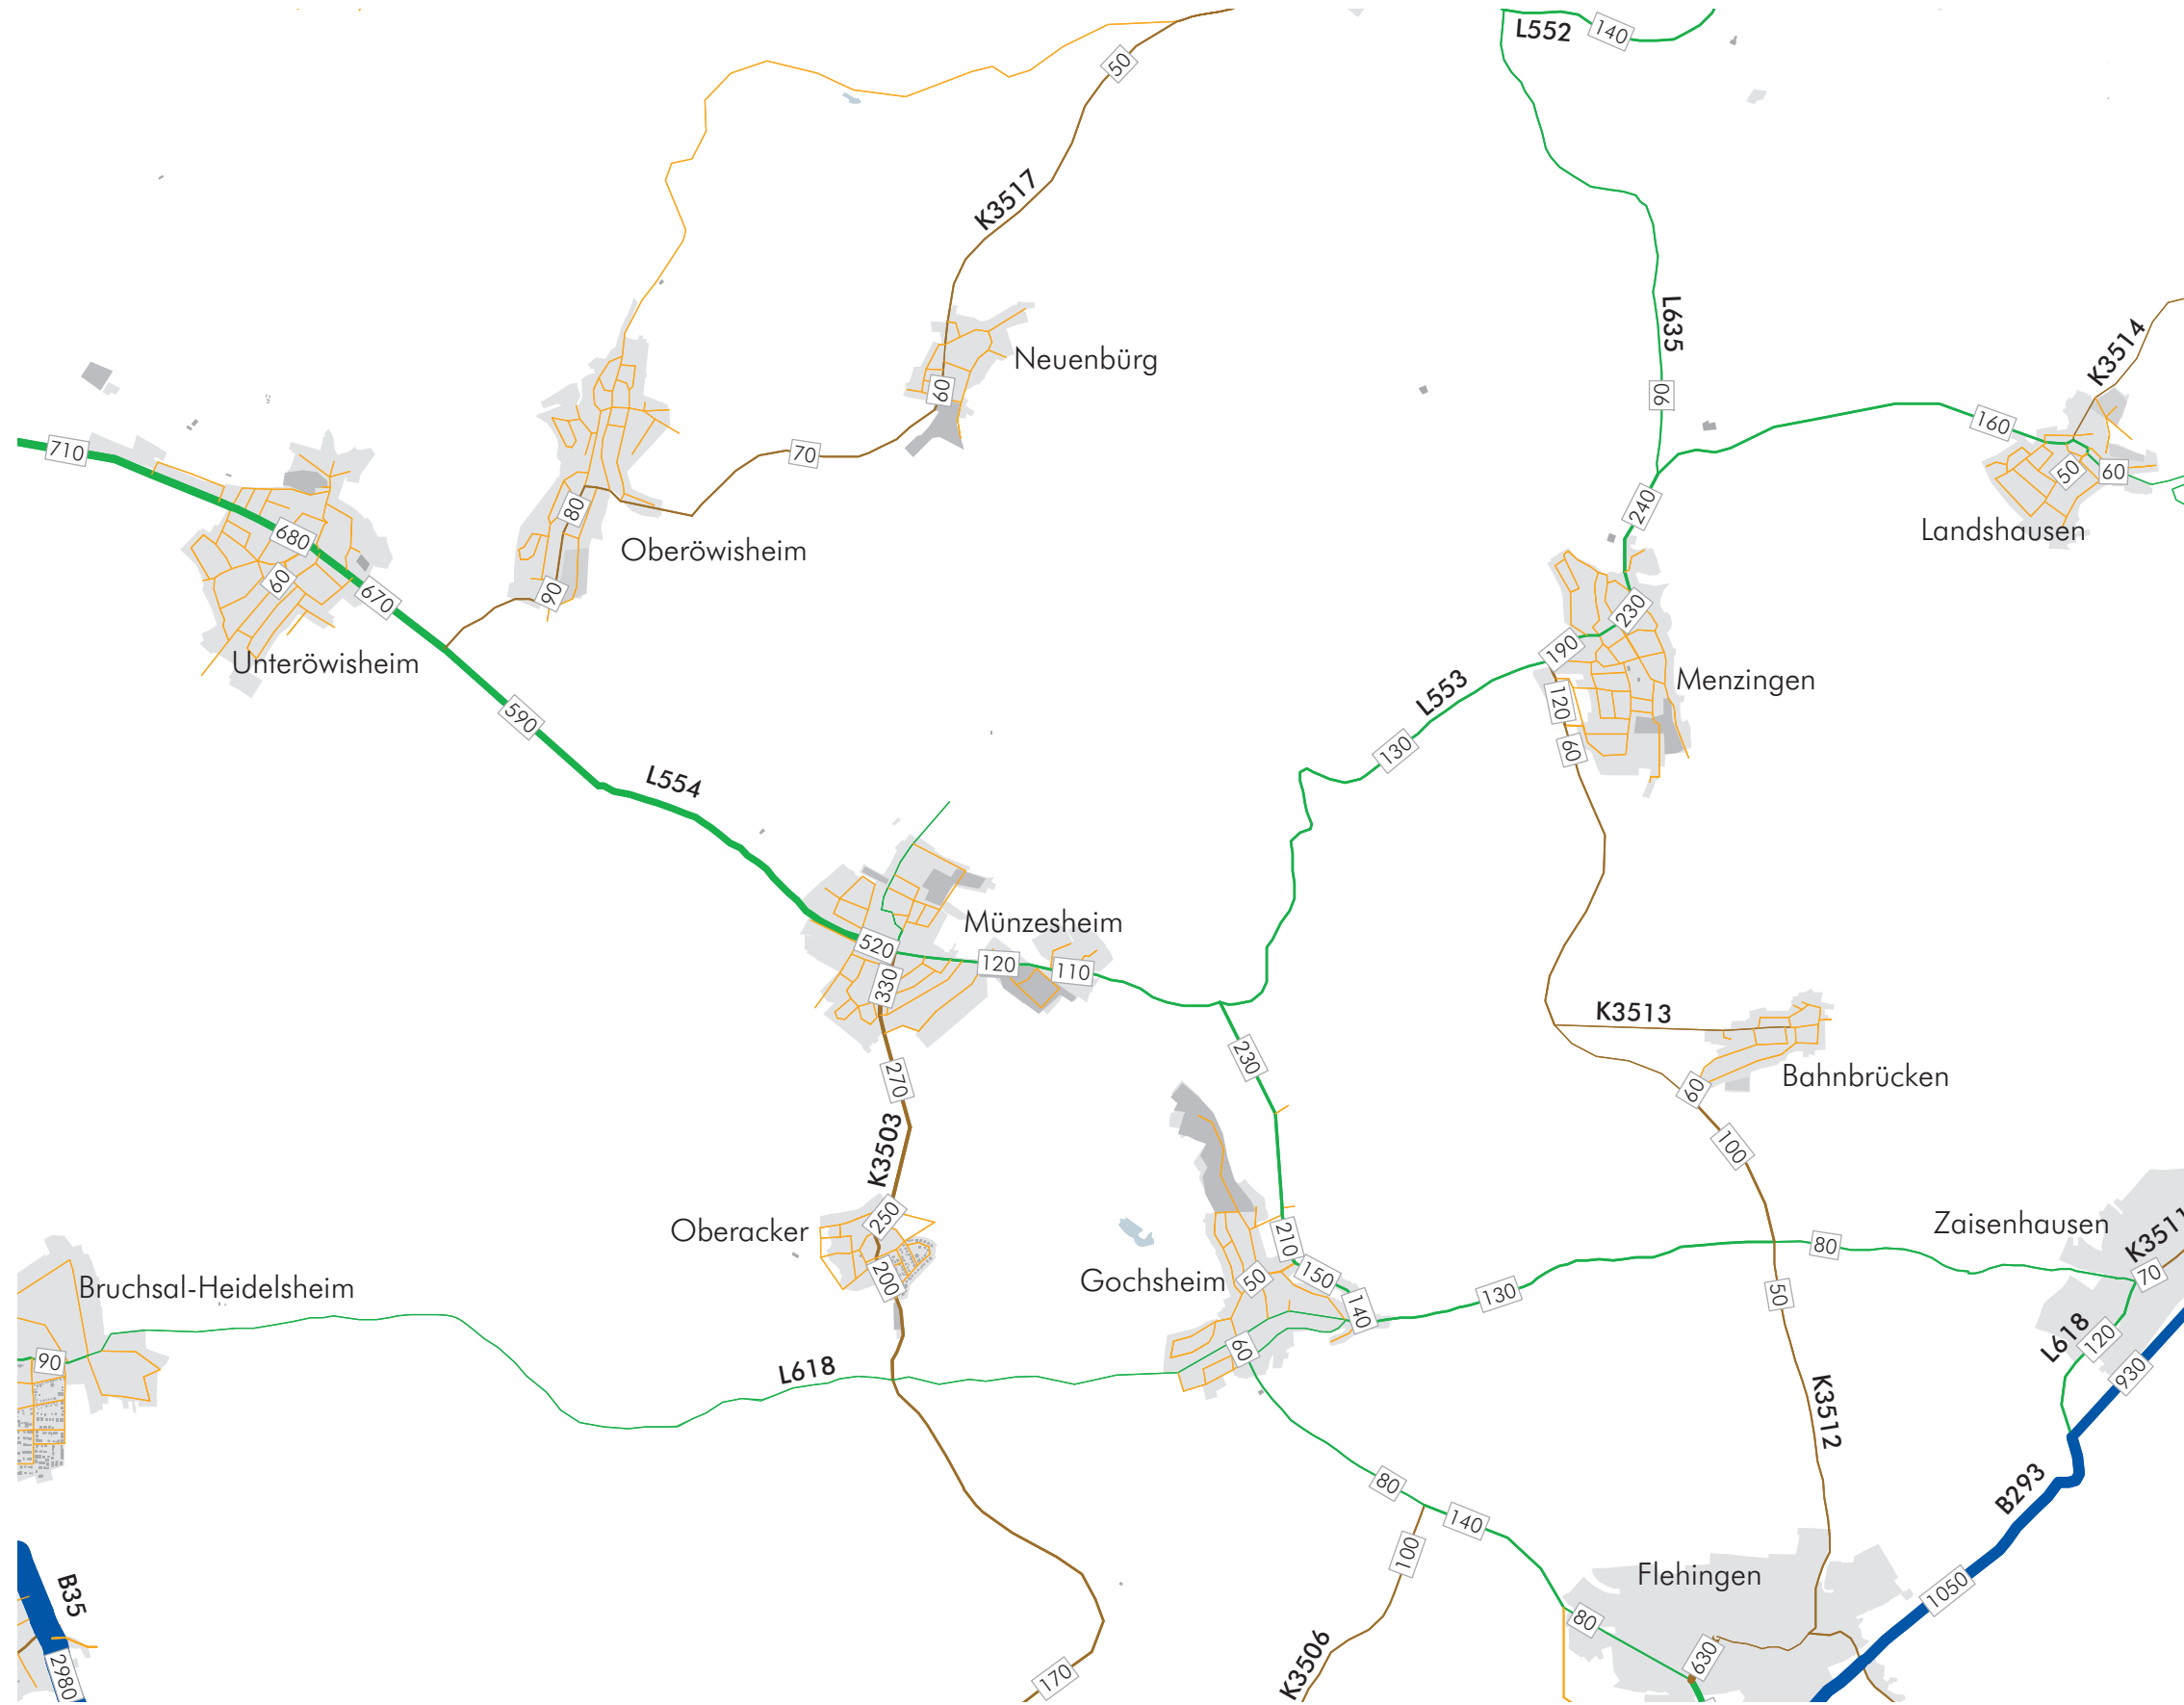 L552
140
50
K3517
L635
K3514
Neuenbürg
60
90
160
710
70
50
60
Landshausen
80
240
680
Oberöwisheim
60
670
90
230
190
Unteröwisheim
Menzingen
L553
120
590
130
60
L554
Münzesheim
520
120
110
330
K3513
230
270
Bahnbrücken
60
K3503
100
250
Oberacker
Zaisenhausen
K3511
210
80
Bruchsal-Heidelsheim
Gochsheim
50
150
200
70
130
50
140
L618
120
60
90
L618
930
K3512
80
B293
140
100
Flehingen
1050
B35
80
K3506
630
2980
170